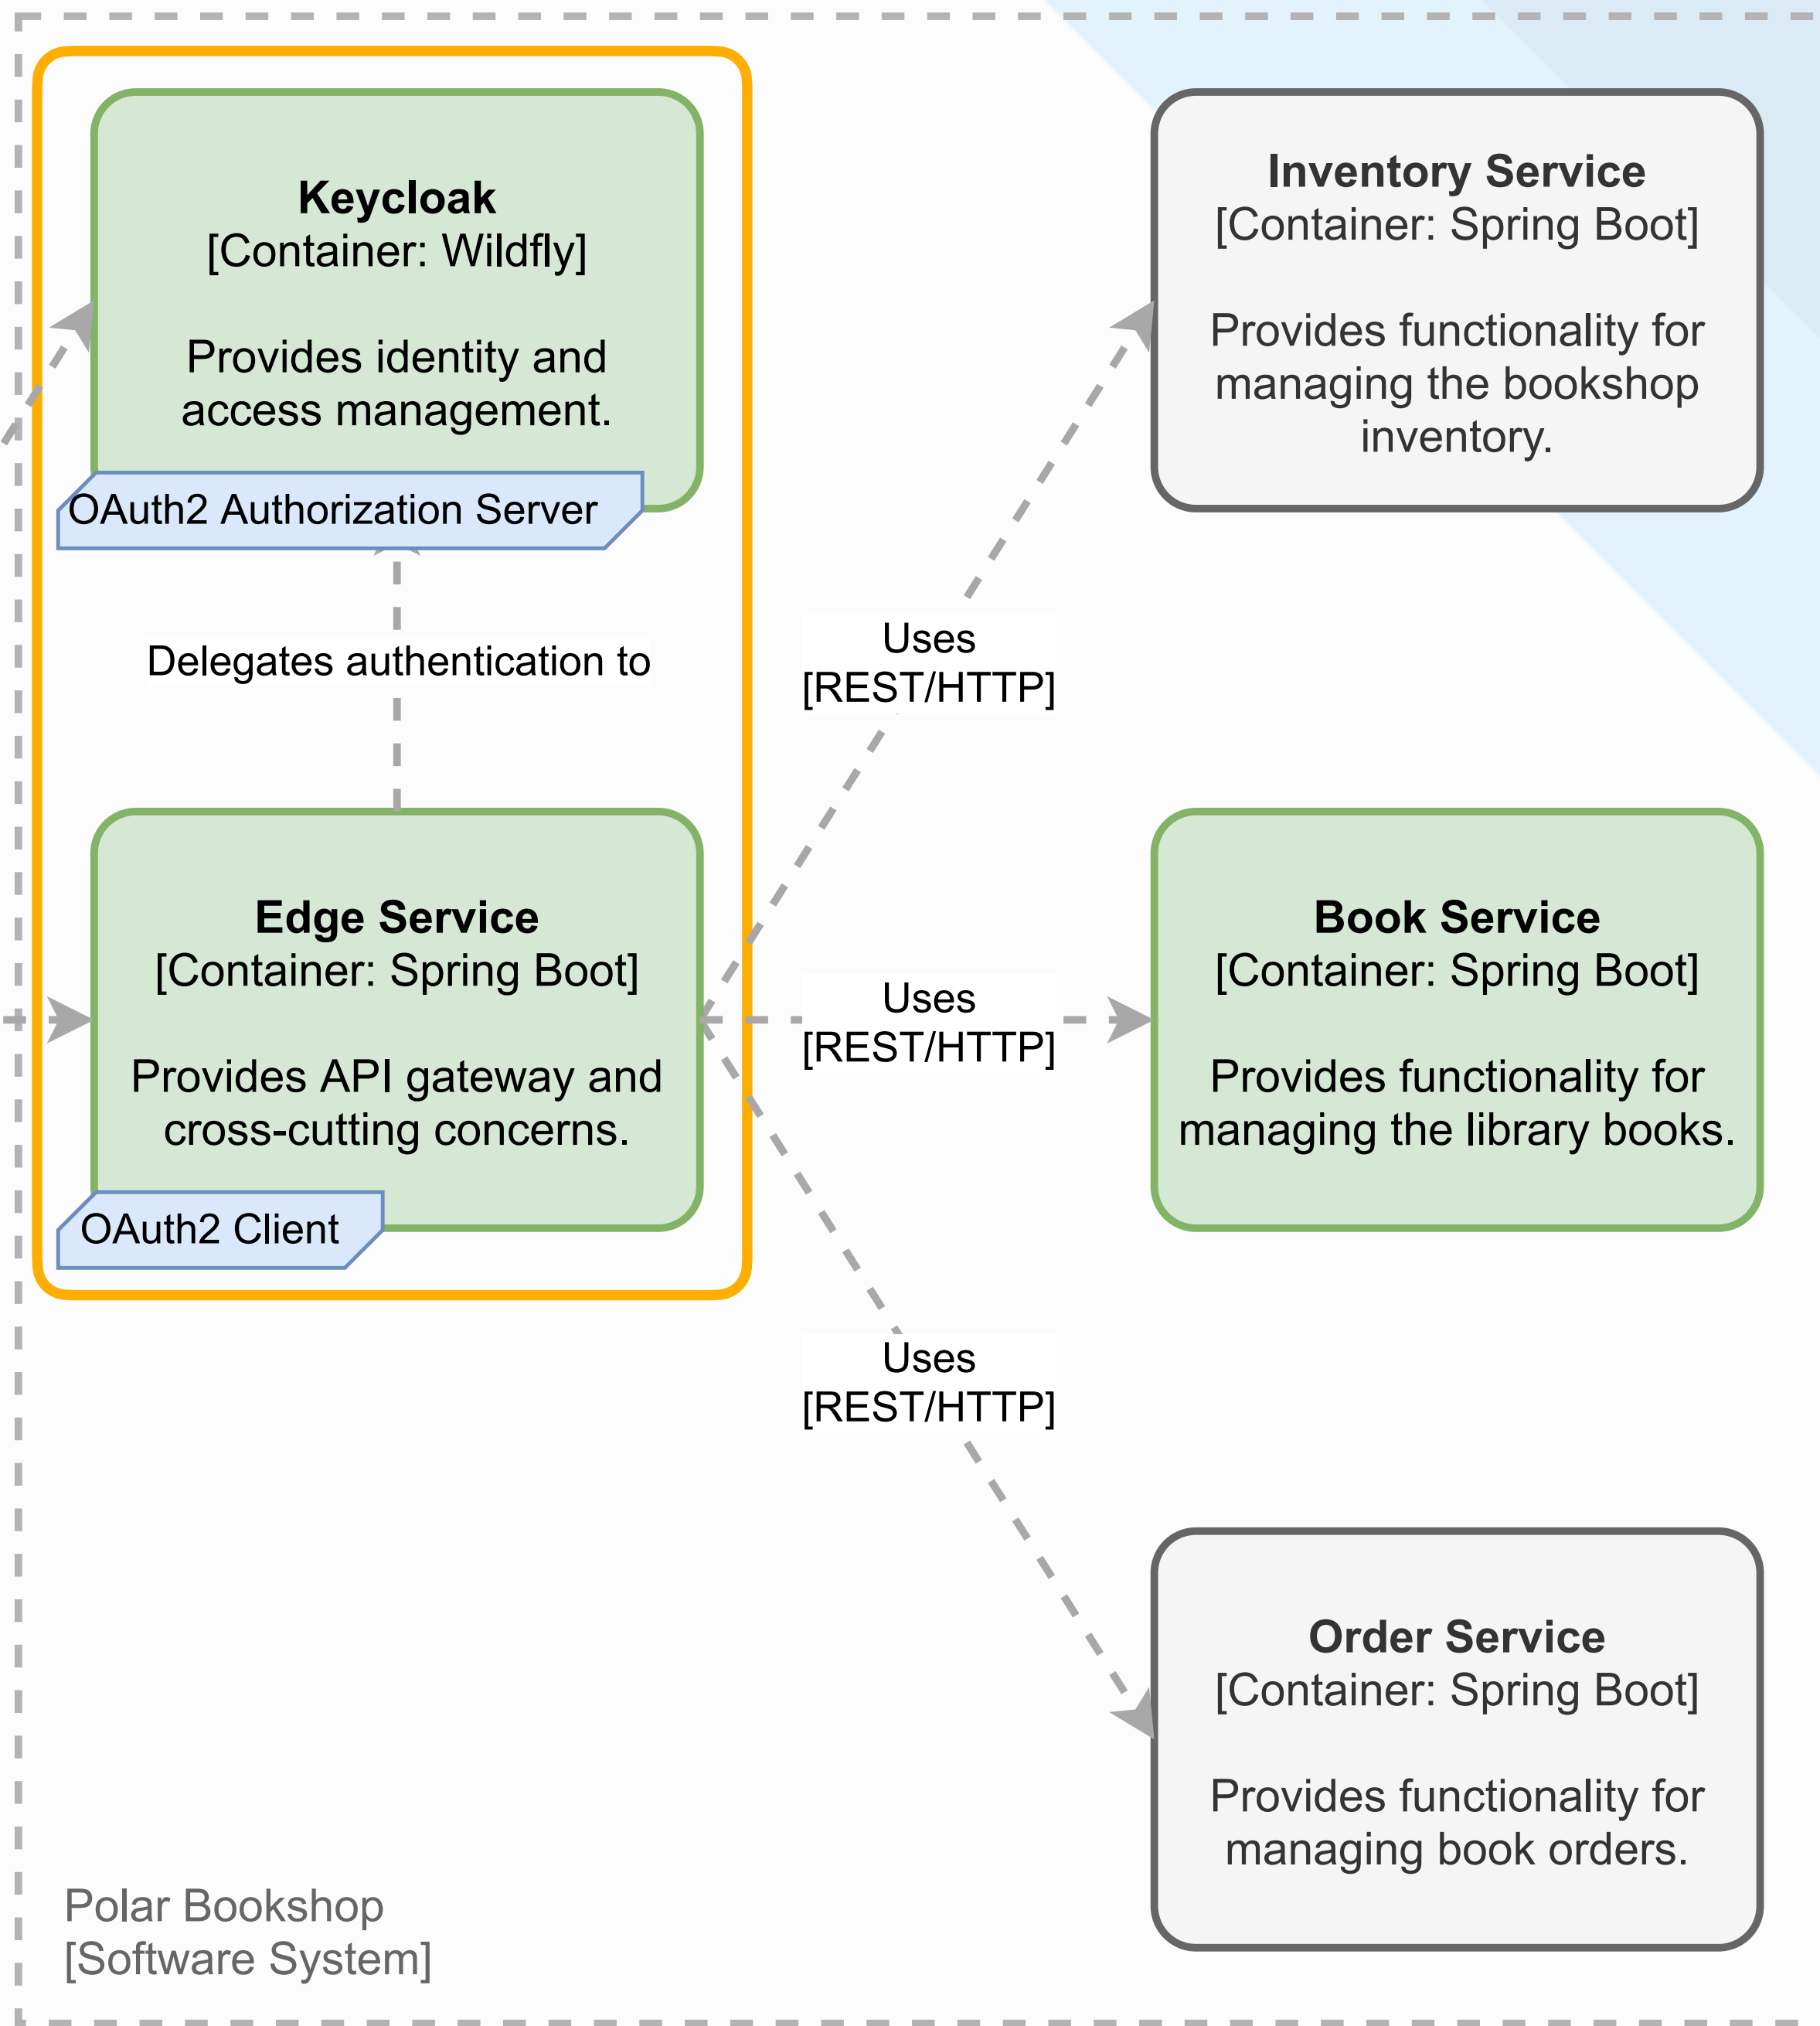 Keycloak
[Container: Wildfly]
Provides identity and
access management.
OAuth2 Authorization Server
Delegates authentication to
Edge Service
[Container: Spring Boot]
Provides API gateway and
cross-cutting concerns.
OAuth2 Client
Uses
[REST/HTTP]
Uses
[REST/HTTP]
Uses
[REST/HTTP]
Inventory Service
[Container: Spring Boot]
Provides functionality for
managing the bookshop
inventory.
Book Service
[Container: Spring Boot]
Provides functionality for
managing the library books.
Order Service
[Container: Spring Boot]
Provides functionality for
managing book orders.
Polar Bookshop
[Software System]